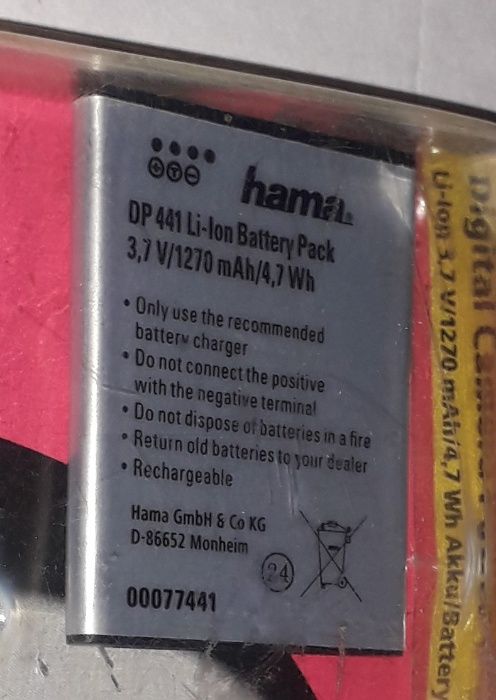 hama®
DP 441 Li-Ion Battery Pack
3,7 V/1270 mAh/4,7 Wh
• Only use the recommended
battery charger
• Do not connect the positive
with the negative terminal
• Do not dispose of batteries in a fire
• Return old batteries to your dealer
• Rechargeable
Hama GmbH & Co KG
D-86652 Monheim
24
00077441
Digital
Li-Ion 3,7 V/1270 mAh/4,7 Wh Akku/Battery